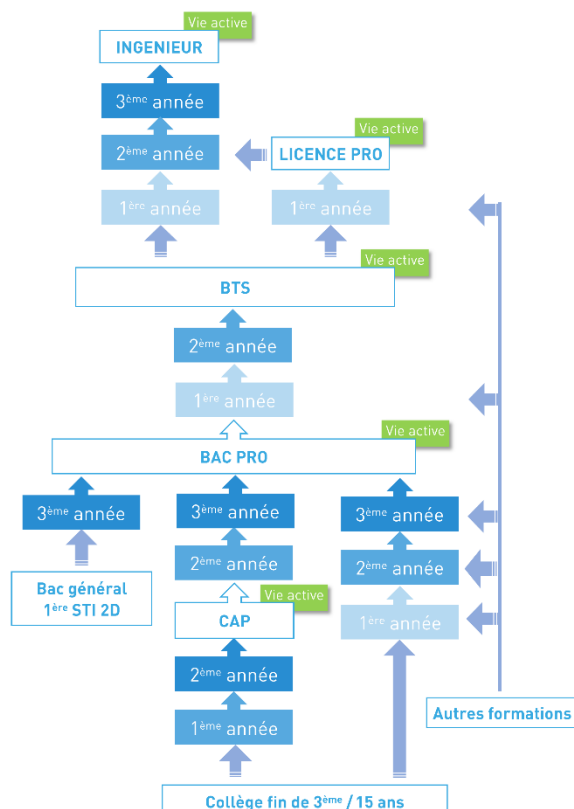 Vie active
INGENIEUR
3ème année
Vie active
2ème année
LICENCE PRO
1ère année
1ère année
Vie active
BTS
2ème année
1ère année
Vie active
BAC PRO
3ème année
3ème année
3ème année
2ème année
2ème année
Bac général
1ère STI 2D
Vie active
CAP
1ère année
2ème année
Autres formations
1ème année
Collège fin de 3ème / 15 ans